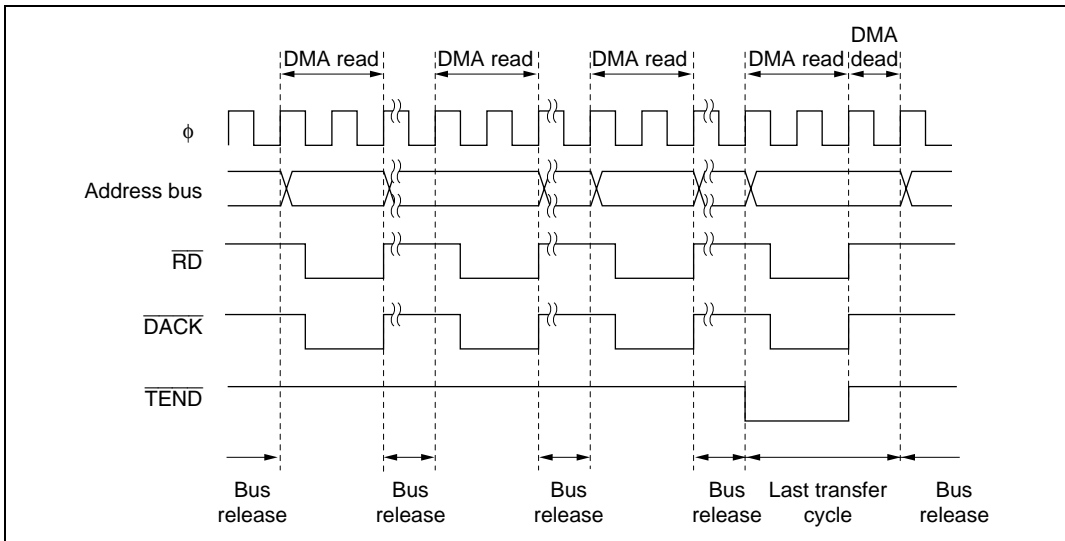 DMA
DMA read DMA read DMA read DMA read dead
φ
Address bus
RD
DACK
TEND
Bus release
Bus release
Bus release
Bus release
Last transfer cycle
Bus release